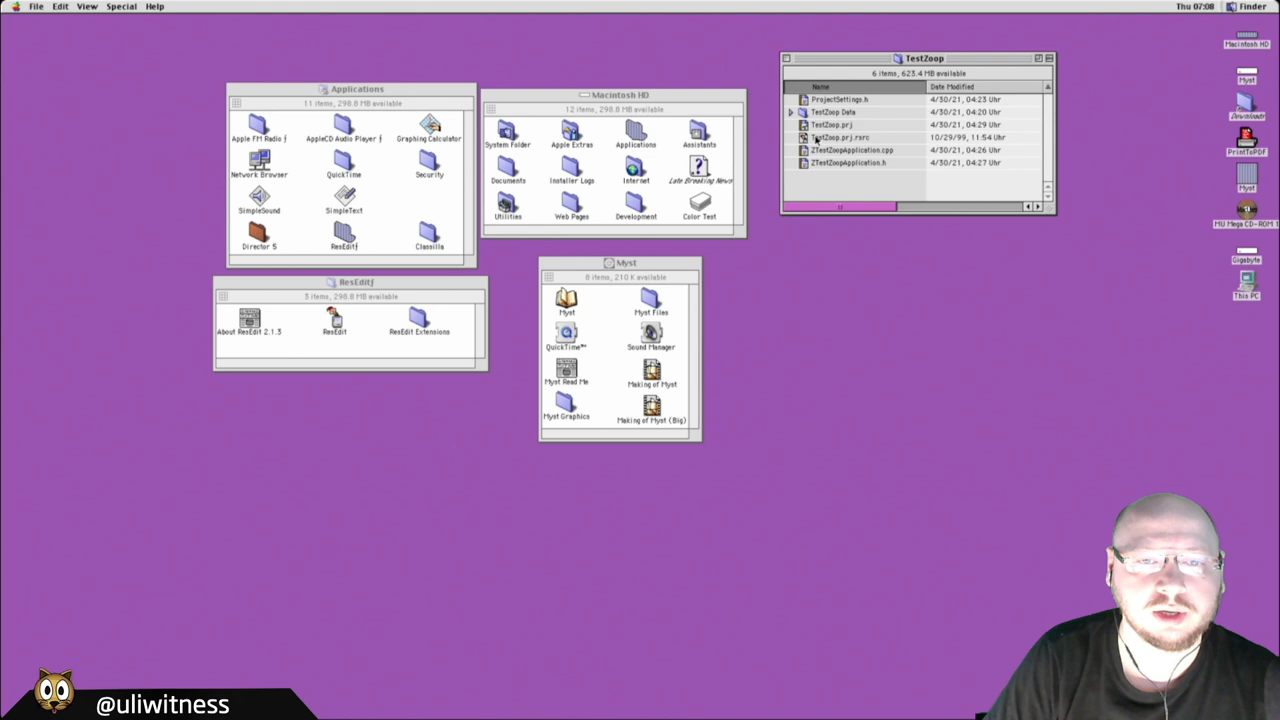 File Edit View Special Help
Thu 07:08 Finder
Applications
11 items, 298.8 MB available
Apple FM Radio ƒ
AppleCD Audio Player ƒ
Graphing Calculator
Network Browser
QuickTime
Security
SimpleSound
SimpleText
Director 5
ResEditƒ
Classilla
Macintosh HD
12 items, 298.8 MB available
System Folder
Apple Extras
Applications
Assistants
Documents
Installer Logs
Internet
Late Breaking News
Utilities
Web Pages
Development
Color Test
TestZoop
6 items, 623.4 MB available
Name Date Modified
ProjectSettings.h 4/30/21, 04:23 Uhr
TestZoop Data 4/30/21, 04:20 Uhr
TestZoop.prj 4/30/21, 04:29 Uhr
TestZoop.prj.rsrc 10/29/99, 11:54 Uhr
ZTestZoopApplication.cpp 4/30/21, 04:26 Uhr
ZTestZoopApplication.h 4/30/21, 04:27 Uhr
ResEditƒ
3 items, 298.8 MB available
About ResEdit 2.1.3
ResEdit
ResEdit Extensions
Myst
8 items, 210 K available
Myst
Myst Files
QuickTime™
Sound Manager
Myst Read Me
Making of Myst
Myst Graphics
Making of Myst (Big)
Macintosh HD
Myst
Downloads
PrintToPDF
Myst
MU Mega CD-ROM 1
Gigabyte
This PC
@uliwitness